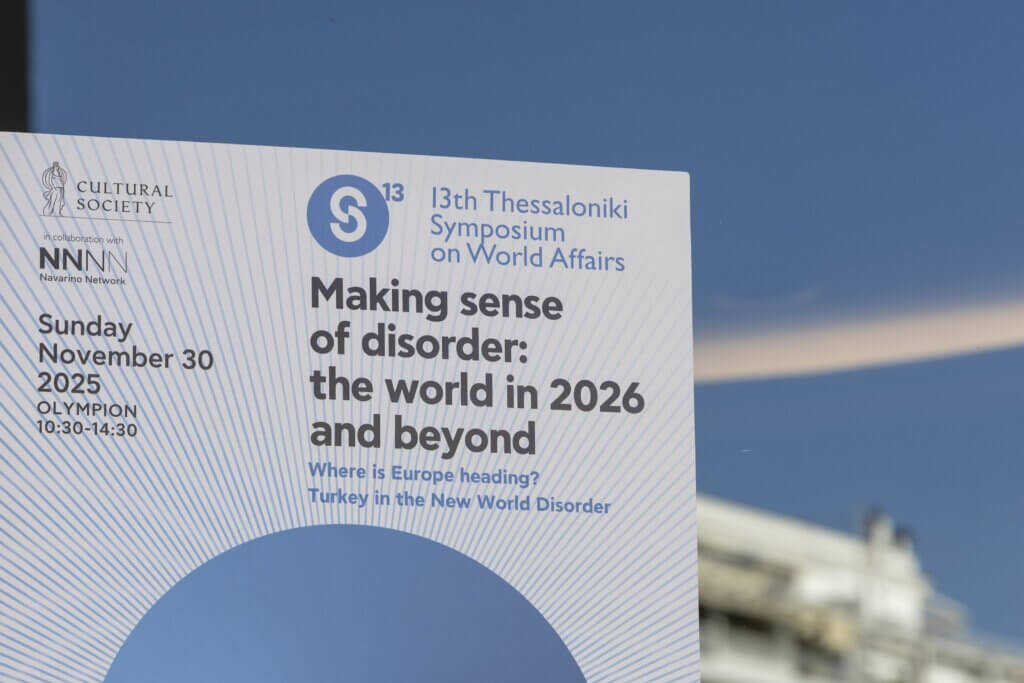 CULTURAL
SOCIETY
in collaboration with
NNNN
Navarino Network
Sunday
November 30
2025
OLYMPION
10:30-14:30
S 13
13th Thessaloniki
Symposium
on World Affairs
Making sense
of disorder:
the world in 2026
and beyond
Where is Europe heading?
Turkey in the New World Disorder